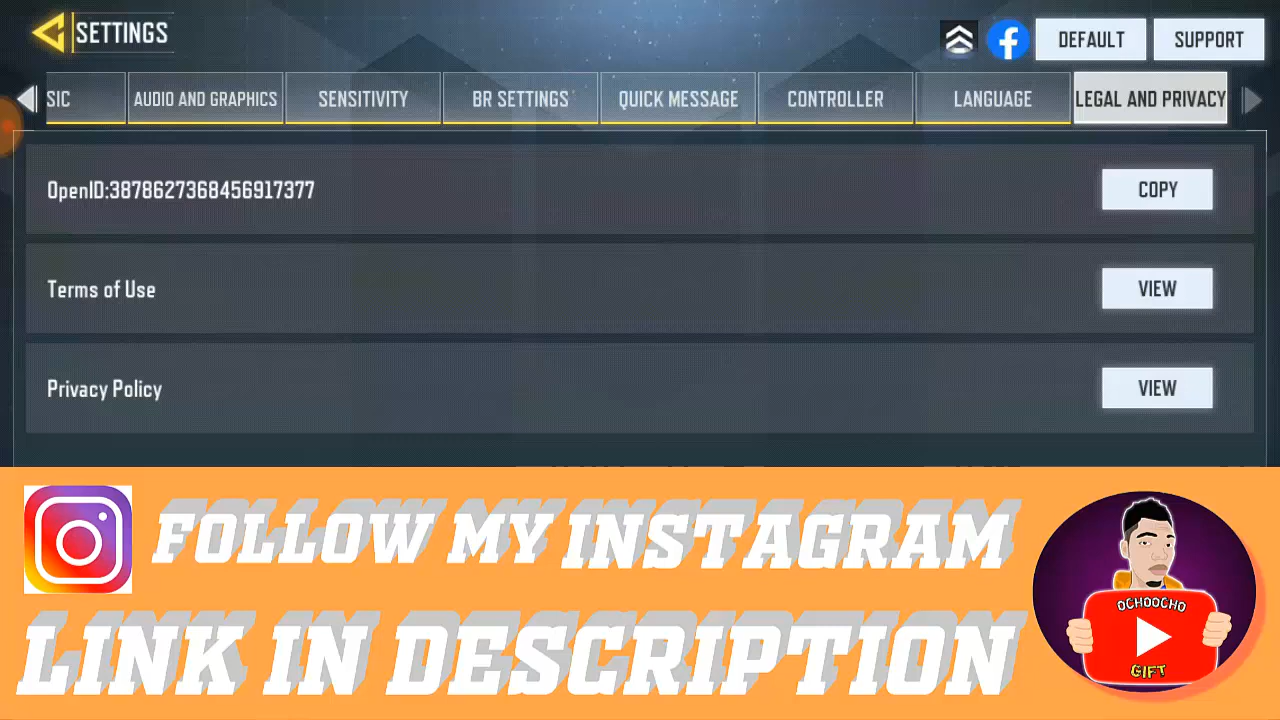 SETTINGS
DEFAULT
SUPPORT
SIC
AUDIO AND GRAPHICS
SENSITIVITY
BR SETTINGS
QUICK MESSAGE
CONTROLLER
LANGUAGE
LEGAL AND PRIVACY
OpenID:3878627368456917377
COPY
Terms of Use
VIEW
Privacy Policy
VIEW
FOLLOW MY INSTAGRAM
LINK IN DESCRIPTION
OCHOOCHO
GIFT